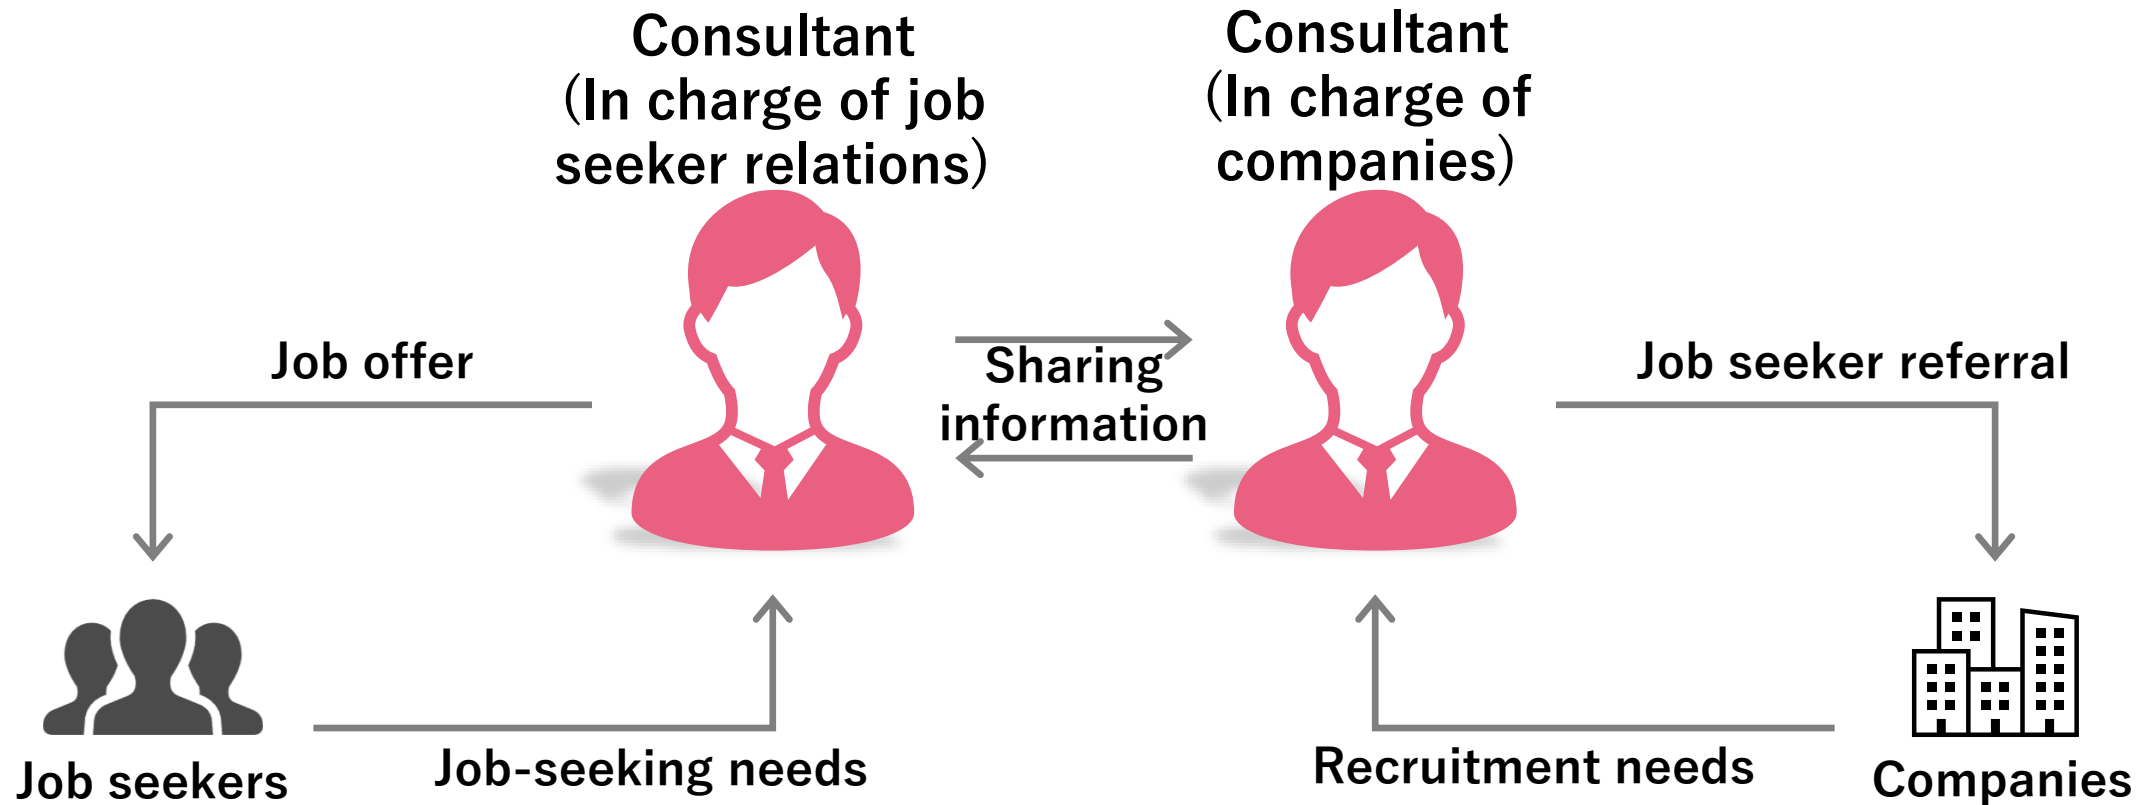 Consultant
(In charge of job
seeker relations)
Consultant
(In charge of
companies)
Job offer
Sharing
information
Job seeker referral
Job seekers
Job-seeking needs
Recruitment needs
Companies